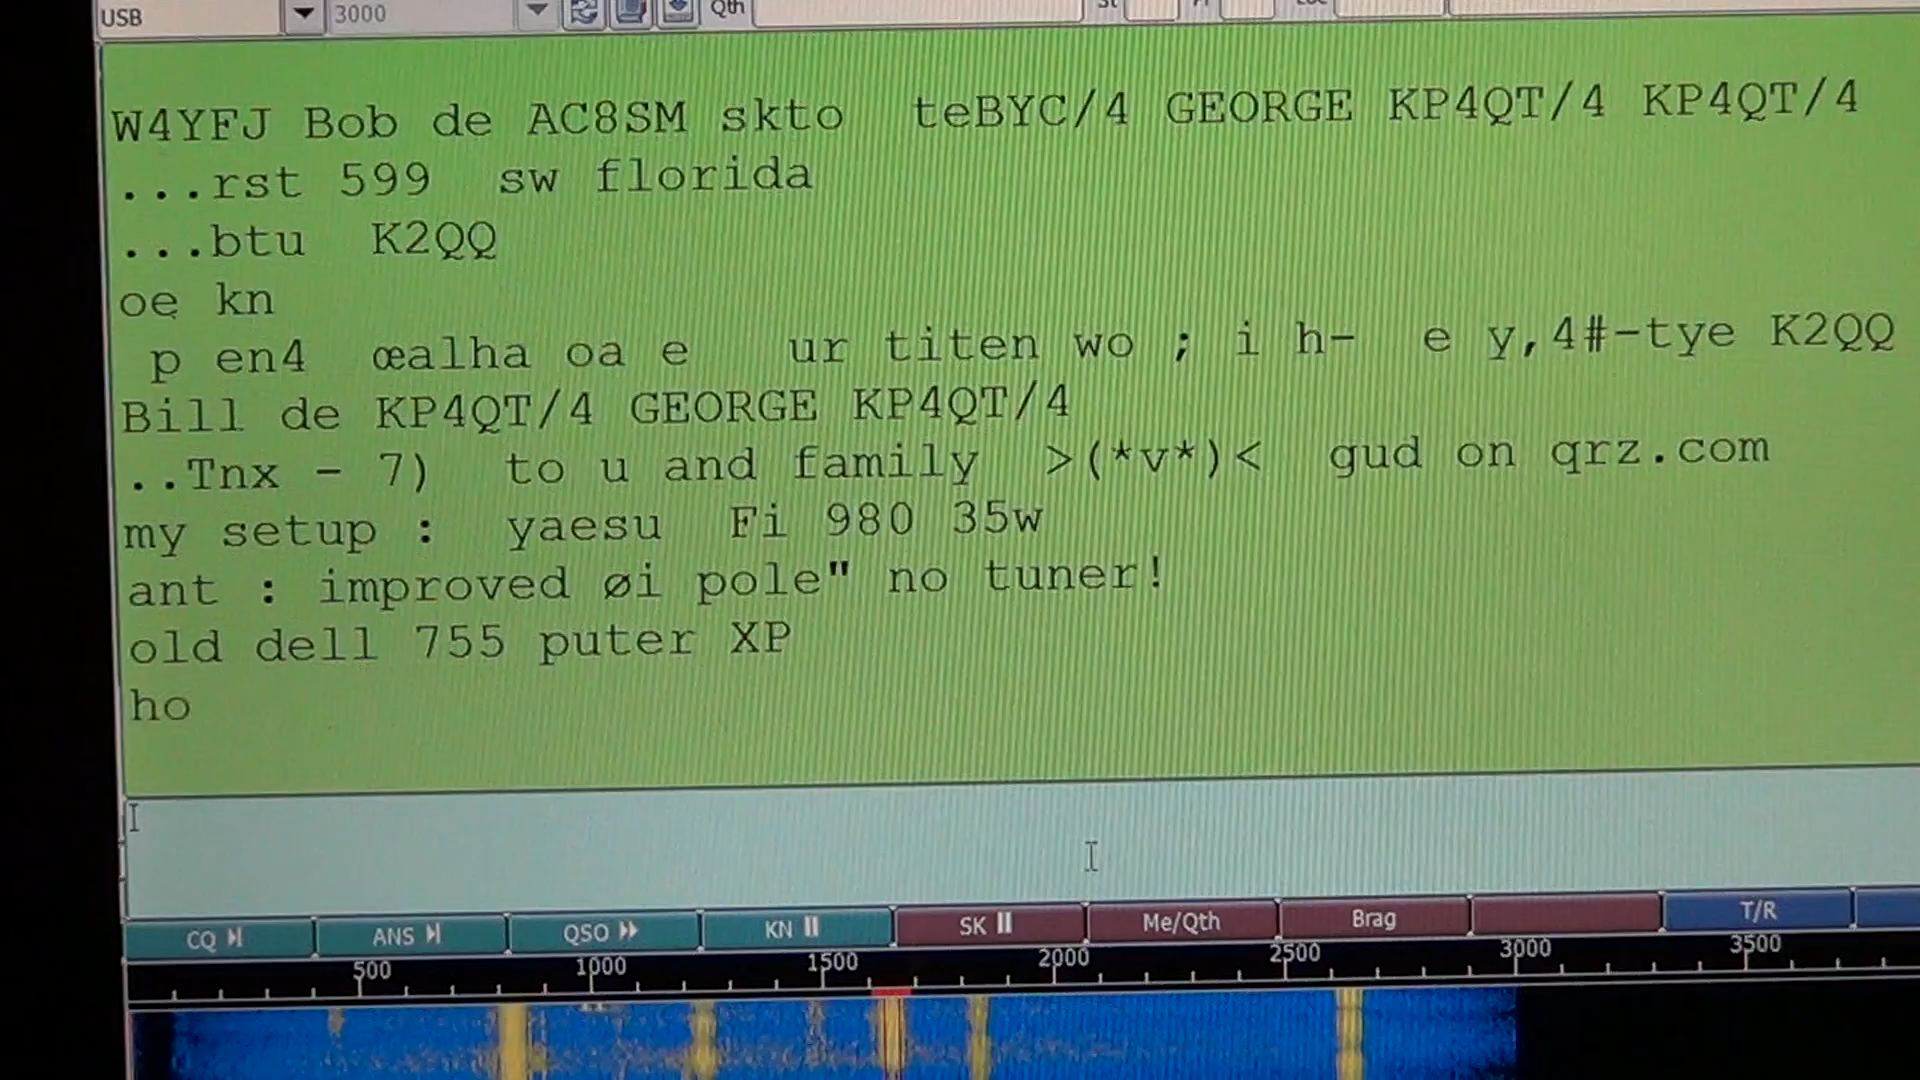 USB 3000 Qth
W4YFJ Bob de AC8SM skto teBYC/4 GEORGE KP4QT/4 KP4QT/4
...rst 599 sw florida
...btu K2QQ
oe kn
p en4 œalha oa e ur titen wo ; i h- e y,4#-tye K2QQ
Bill de KP4QT/4 GEORGE KP4QT/4
..Tnx - 7) to u and family >(*v*)< gud on qrz.com
my setup : yaesu Fi 980 35w
ant : improved øi pole" no tuner!
old dell 755 puter XP
ho
CQ ANS QSO KN SK Me/Qth Brag T/R
500 1000 1500 2000 2500 3000 3500